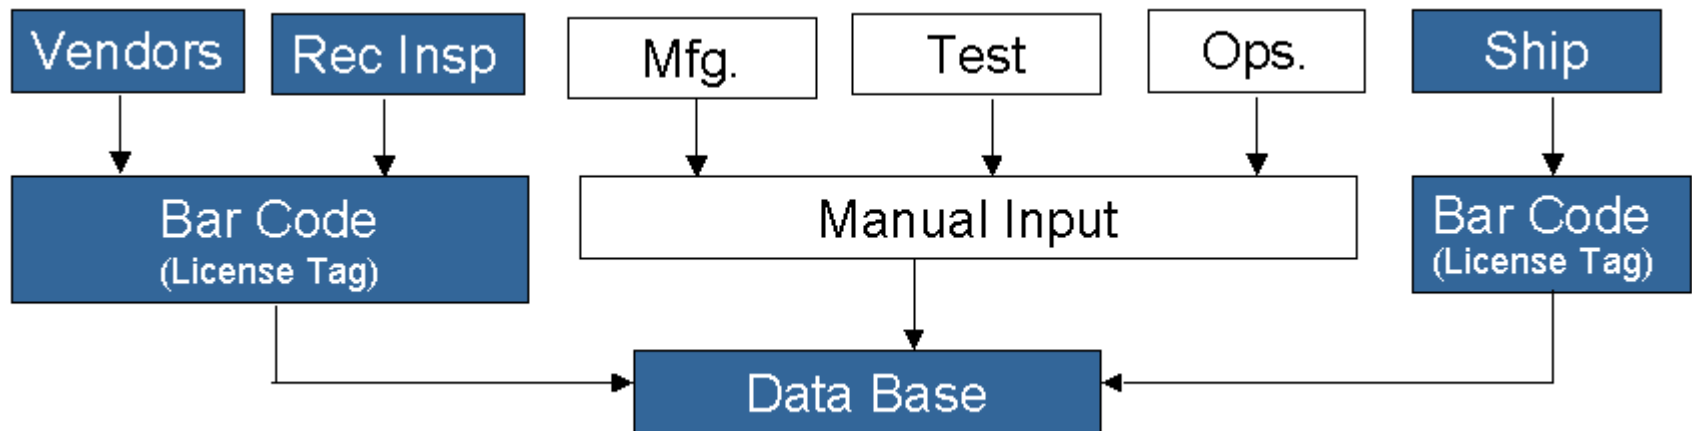 Vendors
Rec Insp
Mfg.
Test
Ops.
Ship
Bar Code
(License Tag)
Manual Input
Bar Code
(License Tag)
Data Base